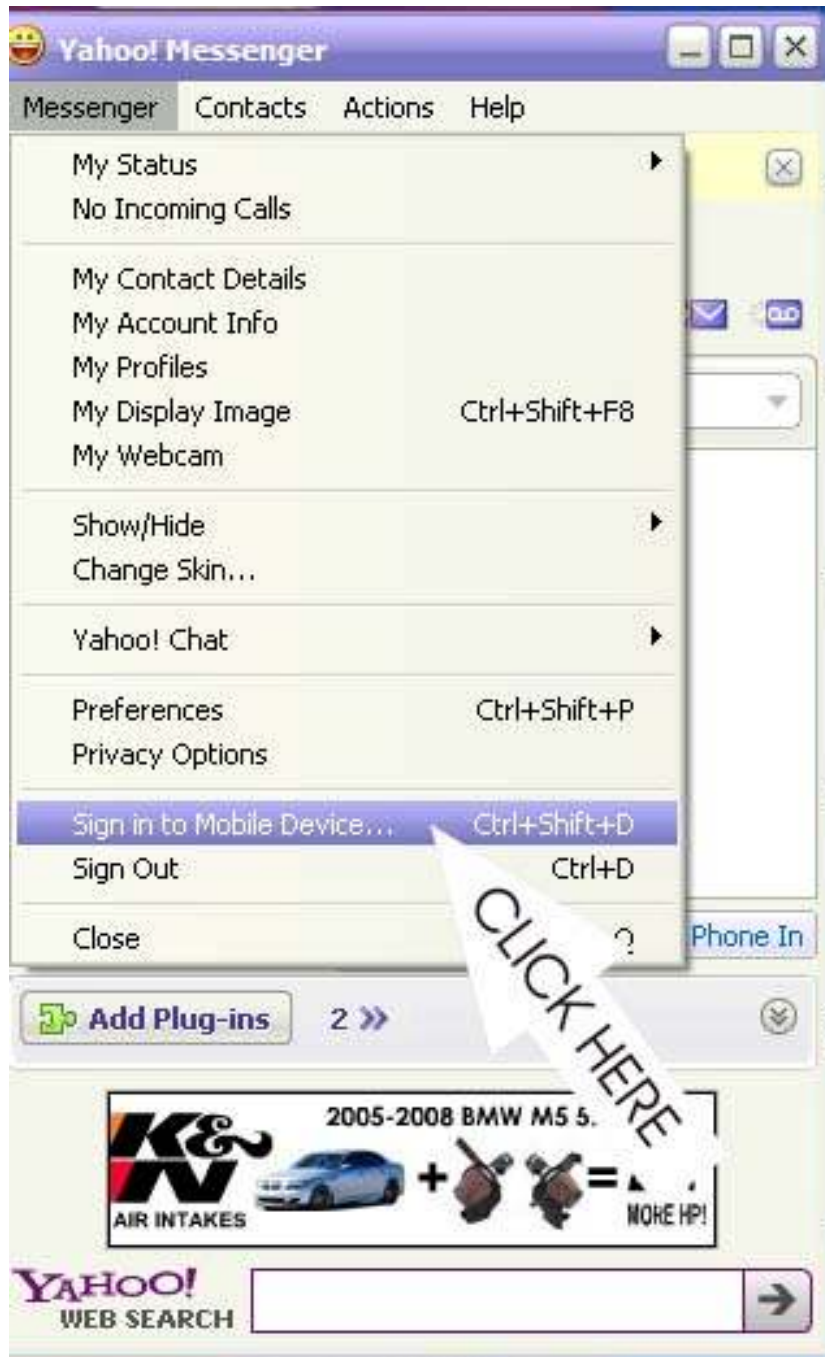 Yahoo! Messenger
Messenger Contacts Actions Help
My Status
No Incoming Calls
My Contact Details
My Account Info
My Profiles
My Display Image Ctrl+Shift+F8
My Webcam
Show/Hide
Change Skin...
Yahoo! Chat
Preferences Ctrl+Shift+P
Privacy Options
Sign in to Mobile Device... Ctrl+Shift+D
Sign Out Ctrl+D
Close
Phone In
CLICK HERE
Add Plug-ins 2 »
K&N
AIR INTAKES
2005-2008 BMW M5 5.
+ =
MORE HP!
YAHOO!
WEB SEARCH